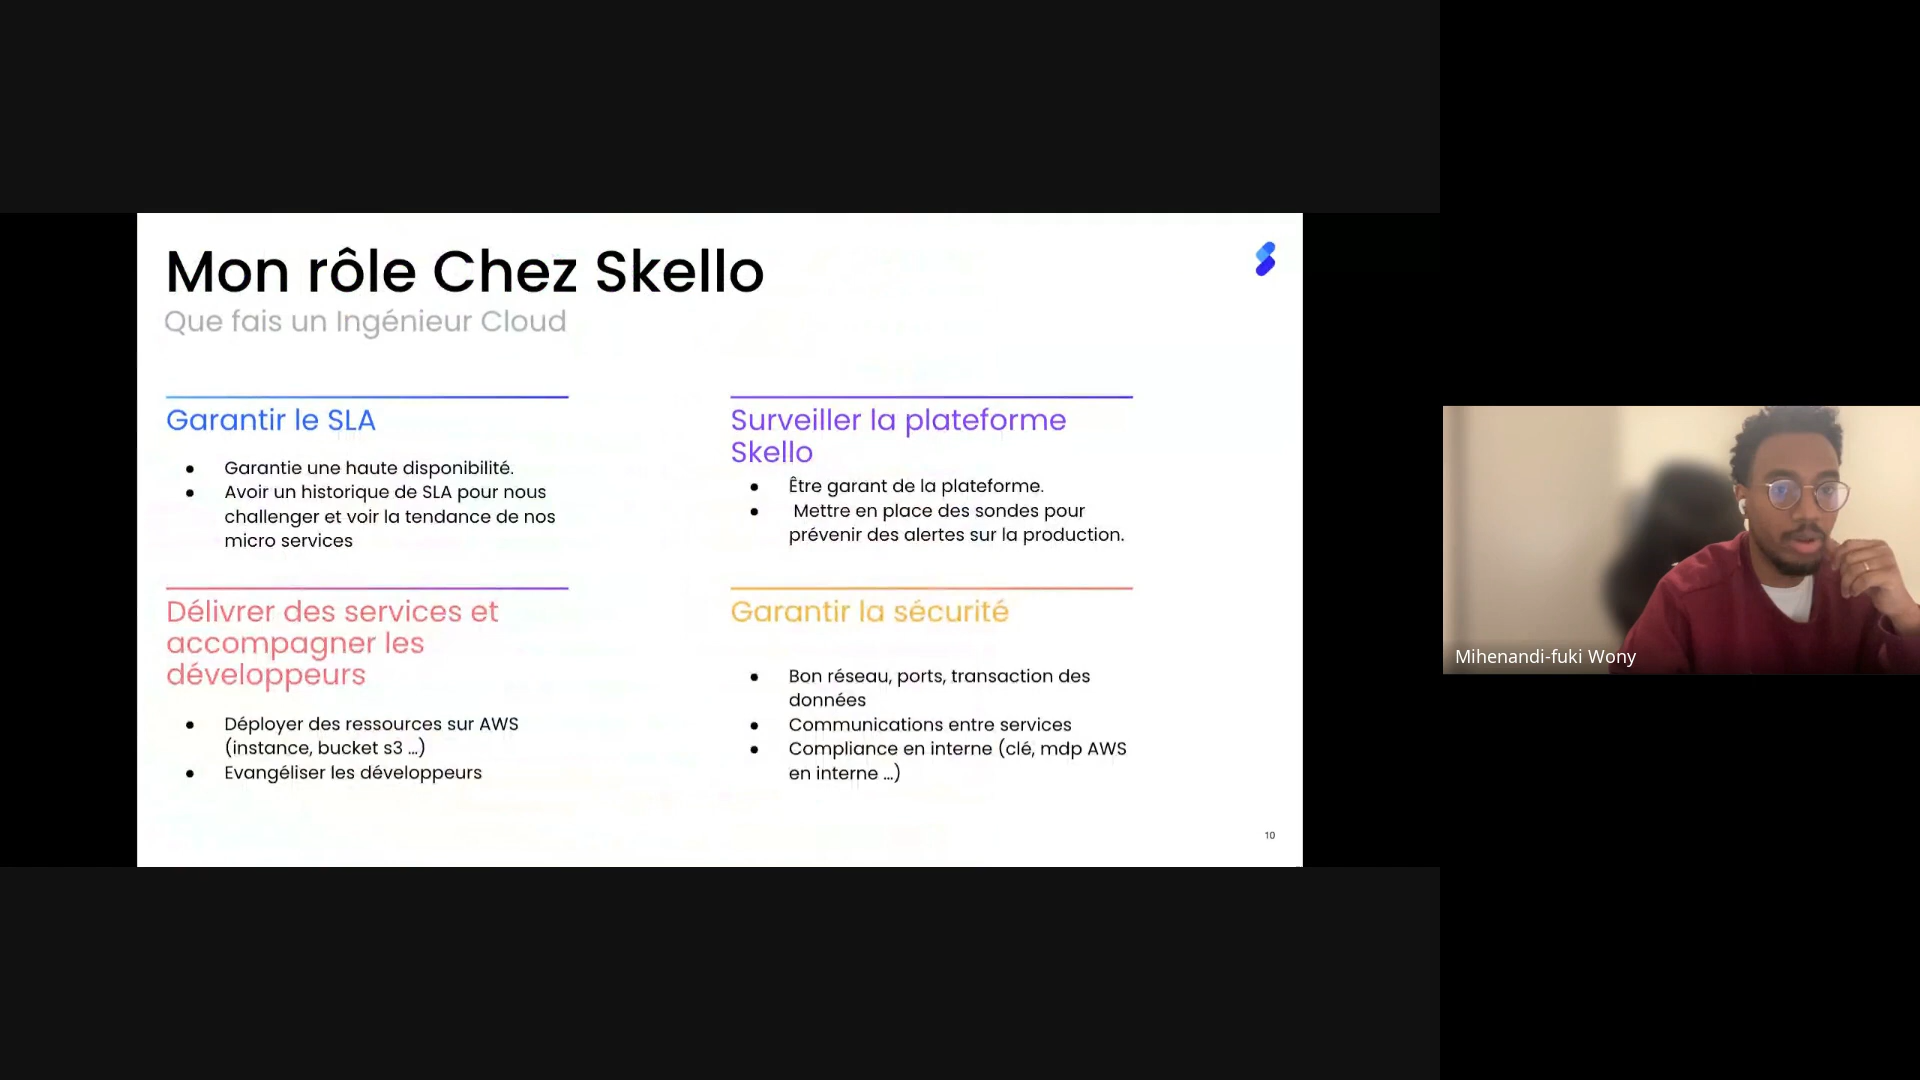 Mon rôle Chez Skello
Que fais un Ingénieur Cloud
Garantir le SLA
● Garantie une haute disponibilité.
● Avoir un historique de SLA pour nous
challenger et voir la tendance de nos
micro services
Surveiller la plateforme
Skello
● Être garant de la plateforme.
● Mettre en place des sondes pour
prévenir des alertes sur la production.
Délivrer des services et
accompagner les
développeurs
● Déployer des ressources sur AWS
(instance, bucket s3 ...)
● Evangéliser les développeurs
Garantir la sécurité
● Bon réseau, ports, transaction des
données
● Communications entre services
● Compliance en interne (clé, mdp AWS
en interne ...)
10
Mihenandi-fuki Wony